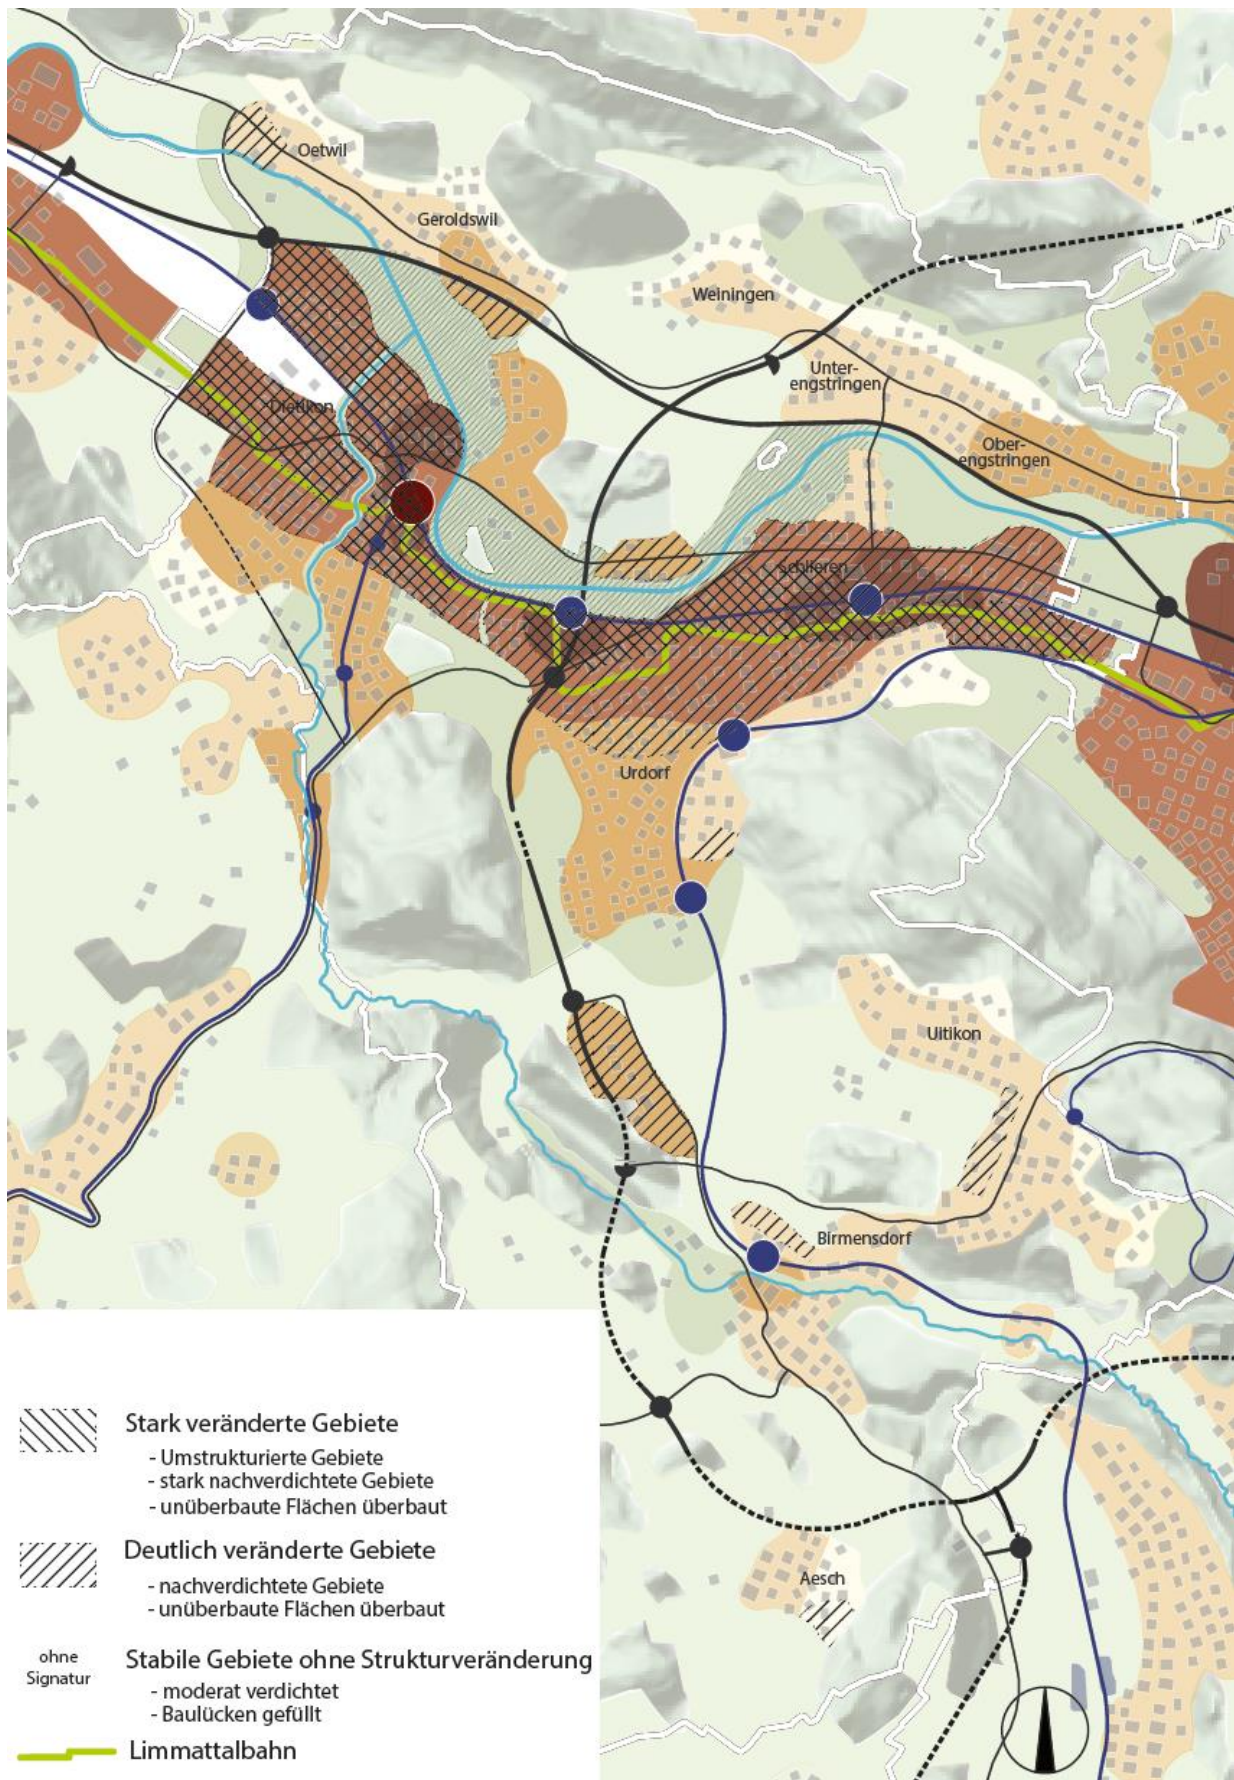 Oetwil
Geroldswil
Weiningen
Unter-
engstringen
Dietikon
Ober-
engstringen
Schlieren
Urdorf
Uitikon
Birmensdorf
Stark veränderte Gebiete
- Umstrukturierte Gebiete
- stark nachverdichtete Gebiete
- unüberbaute Flächen überbaut
Deutlich veränderte Gebiete
- nachverdichtete Gebiete
- unüberbaute Flächen überbaut
Aesch
ohne
Signatur
Stabile Gebiete ohne Strukturveränderung
- moderat verdichtet
- Baulücken gefüllt
Limmattalbahn